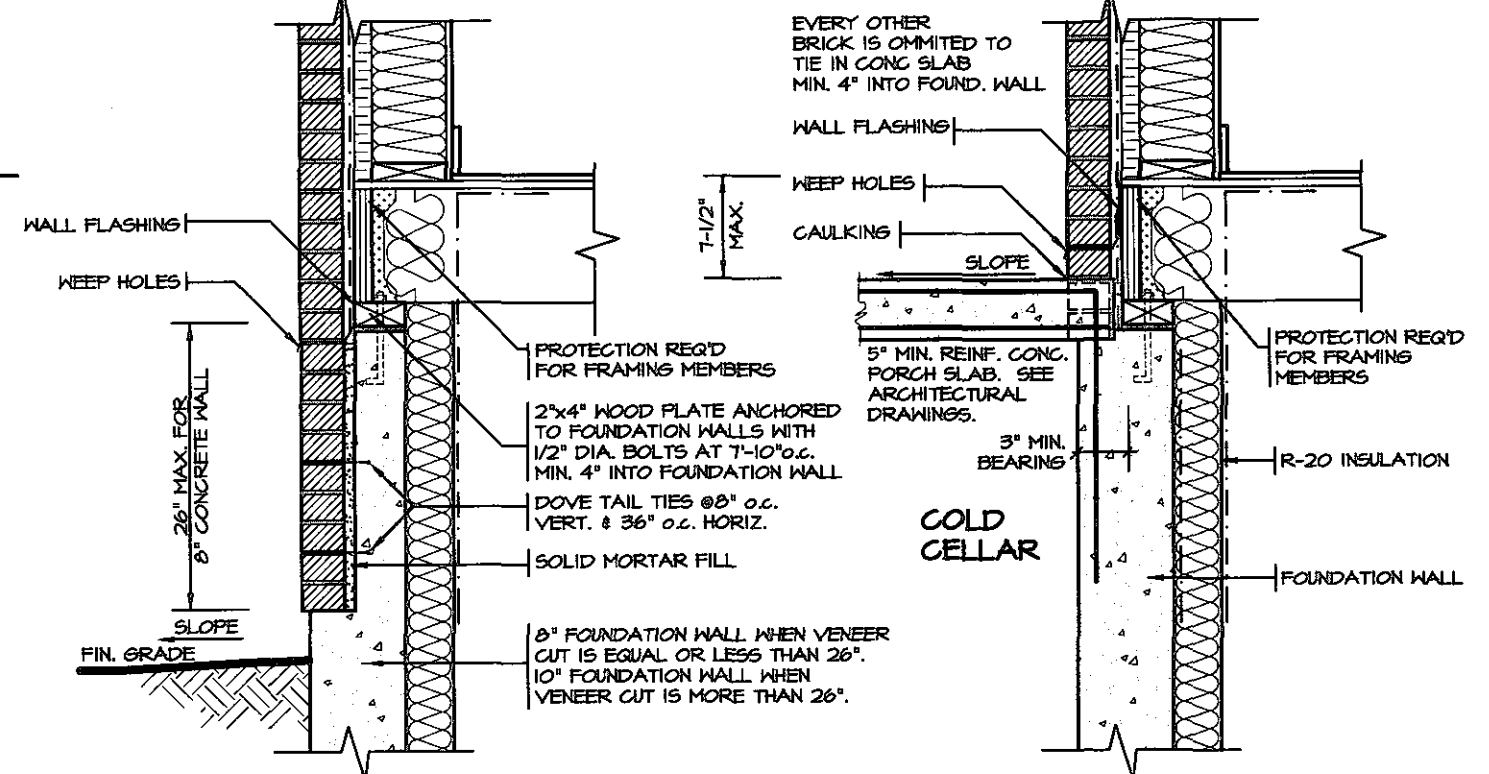 WALL FLASHING
WEEP HOLES
26" MAX. FOR
8" CONCRETE WALL
SLOPE
FIN. GRADE
PROTECTION REQ'D
FOR FRAMING MEMBERS
2"x4" WOOD PLATE ANCHORED
TO FOUNDATION WALLS WITH
1/2" DIA. BOLTS AT 7'-10"o.c.
MIN. 4" INTO FOUNDATION WALL
DOVE TAIL TIES @8" o.c.
VERT. & 36" o.c. HORIZ.
SOLID MORTAR FILL
8" FOUNDATION WALL WHEN VENEER
CUT IS EQUAL OR LESS THAN 26".
10" FOUNDATION WALL WHEN
VENEER CUT IS MORE THAN 26".
EVERY OTHER
BRICK IS OMMITED TO
TIE IN CONC SLAB
MIN. 4" INTO FOUND. WALL
WALL FLASHING
WEEP HOLES
CAULKING
7-1/2"
MAX.
SLOPE
5" MIN. REINF. CONC.
PORCH SLAB. SEE
ARCHITECTURAL
DRAWINGS.
3" MIN.
BEARING
COLD
CELLAR
PROTECTION REQ'D
FOR FRAMING
MEMBERS
R-20 INSULATION
FOUNDATION WALL